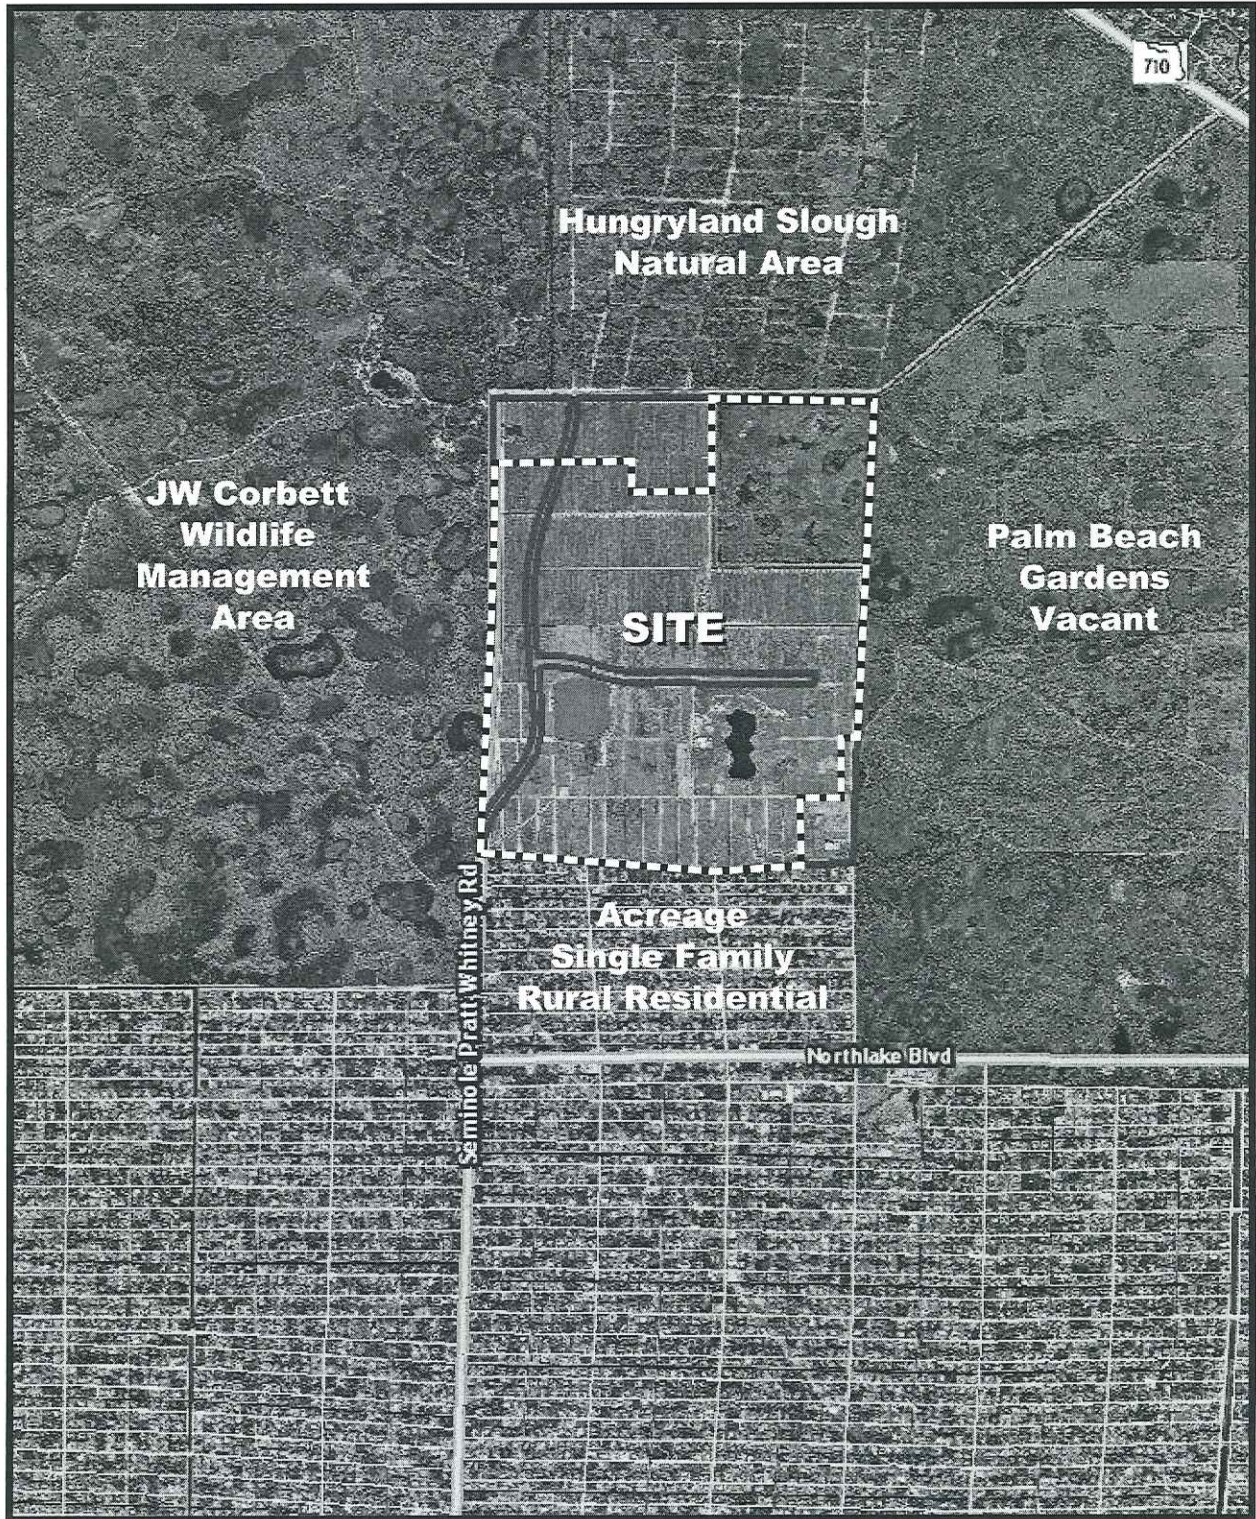 710
Hungryland Slough
Natural Area
JW Corbett
Wildlife
Management
Area
Palm Beach
Gardens
Vacant
SITE
Acreage
Single Family
Rural Residential
Seminole Pratt Whitney Rd
Northlake Blvd